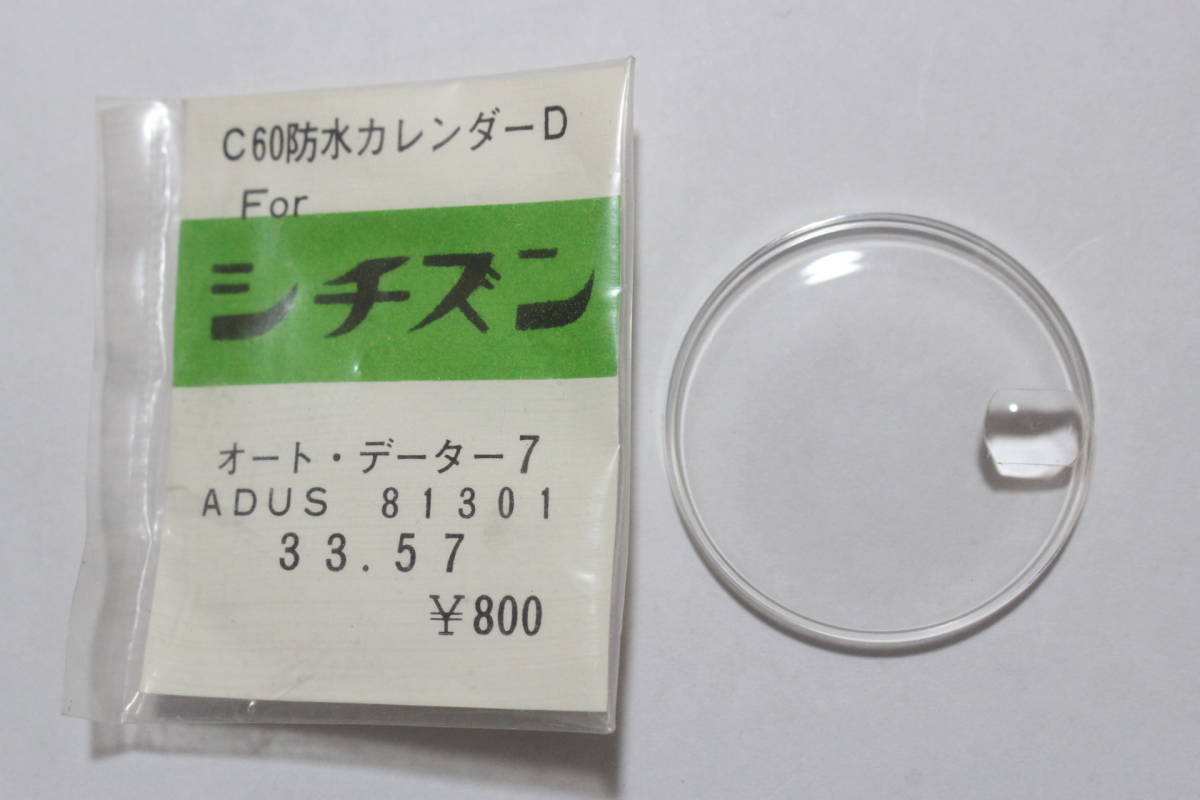 C60防水カレンダーD
For
シチズン
オート・データー7
ADUS 81301
33.57
¥800